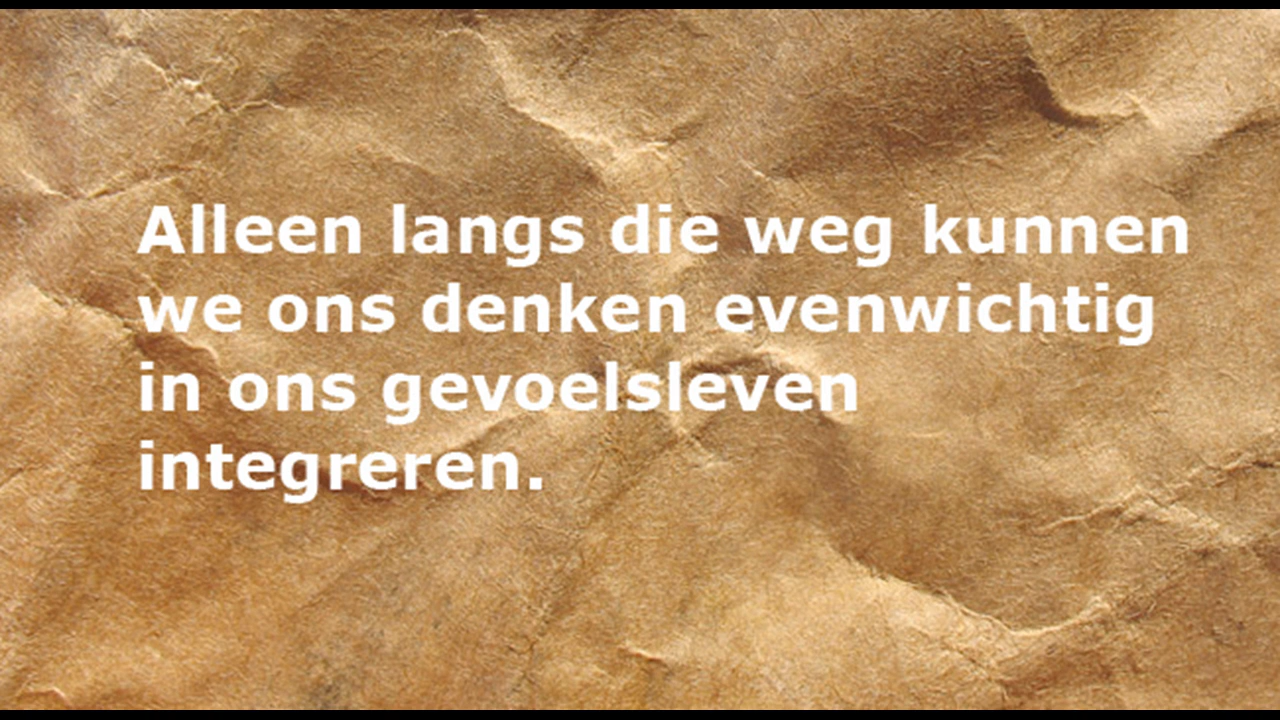 Alleen langs die weg kunnen
we ons denken evenwichtig
in ons gevoelsleven
integreren.